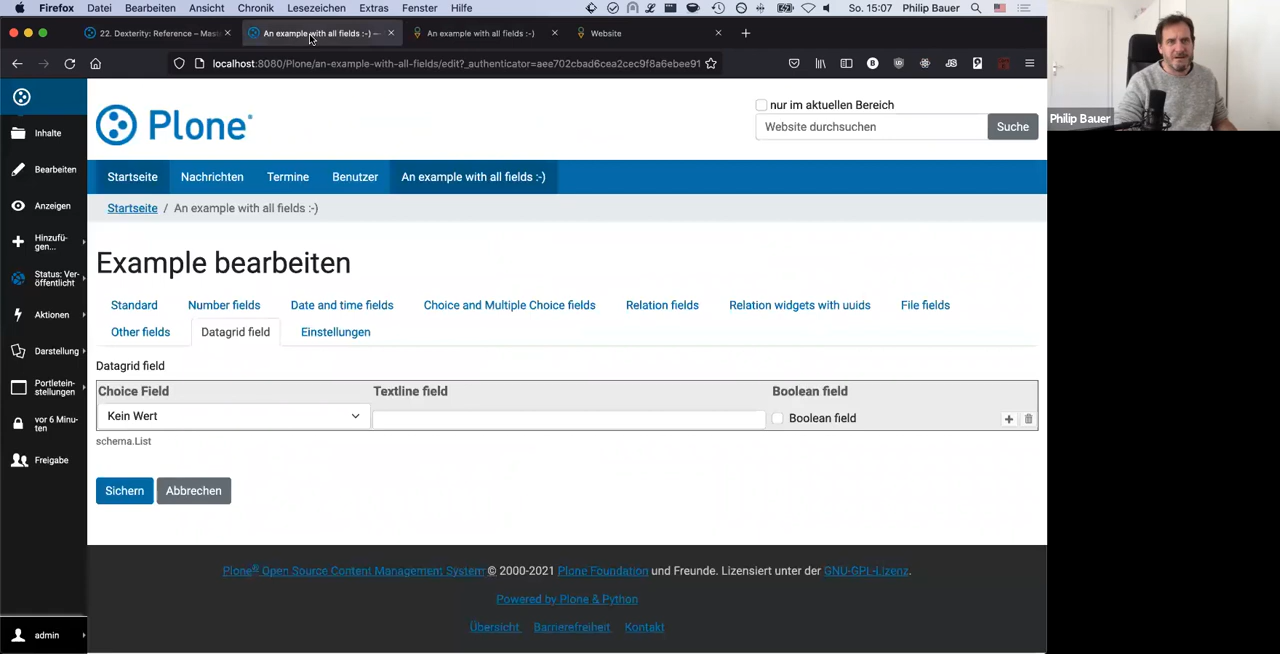 Firefox Datei Bearbeiten Ansicht Chronik Lesezeichen Extras Fenster Hilfe So. 15:07 Philip Bauer
22. Dexterity: Reference – Mast
An example with all fields :-) —
An example with all fields :-)
Website
localhost:8080/Plone/an-example-with-all-fields/edit?_authenticator=aee702cbad6cea2cec9f8a6ebee91
Philip Bauer
Inhalte
Bearbeiten
Anzeigen
Hinzufü-
gen...
Status: Ver-
öffentlicht
Aktionen
Darstellung
Portletein-
stellungen
vor 6 Minu-
ten
Freigabe
admin
Plone®
nur im aktuellen Bereich
Website durchsuchen Suche
Startseite Nachrichten Termine Benutzer An example with all fields :-)
Startseite / An example with all fields :-)
Example bearbeiten
Standard Number fields Date and time fields Choice and Multiple Choice fields Relation fields Relation widgets with uuids File fields
Other fields Datagrid field Einstellungen
Datagrid field
Choice Field Textline field Boolean field
Kein Wert Boolean field
schema.List
Sichern Abbrechen
Plone® Open Source Content Management System © 2000-2021 Plone Foundation und Freunde. Lizensiert unter der GNU-GPL-Lizenz.
Powered by Plone & Python
Übersicht Barrierefreiheit Kontakt